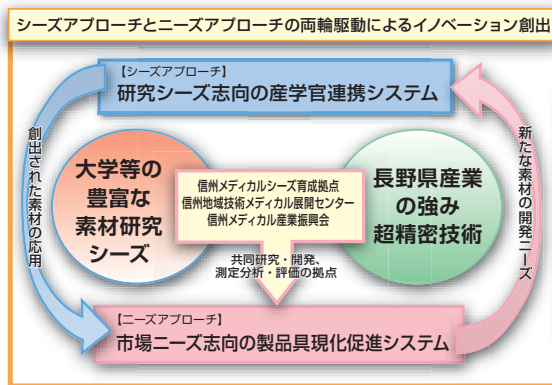 シーズアプローチとニーズアプローチの両輪駆動によるイノベーション創出
【シーズアプローチ】
研究シーズ志向の産学官連携システム
創出された素材の応用
大学等の
豊富な
素材研究
シーズ
信州メディカルシーズ育成拠点
信州地域技術メディカル展開センター
信州メディカル産業振興会
長野県産業
の強み
超精密技術
新たな素材の開発ニーズ
共同研究・開発、
測定分析・評価の拠点
【ニーズアプローチ】
市場ニーズ志向の製品具現化促進システム